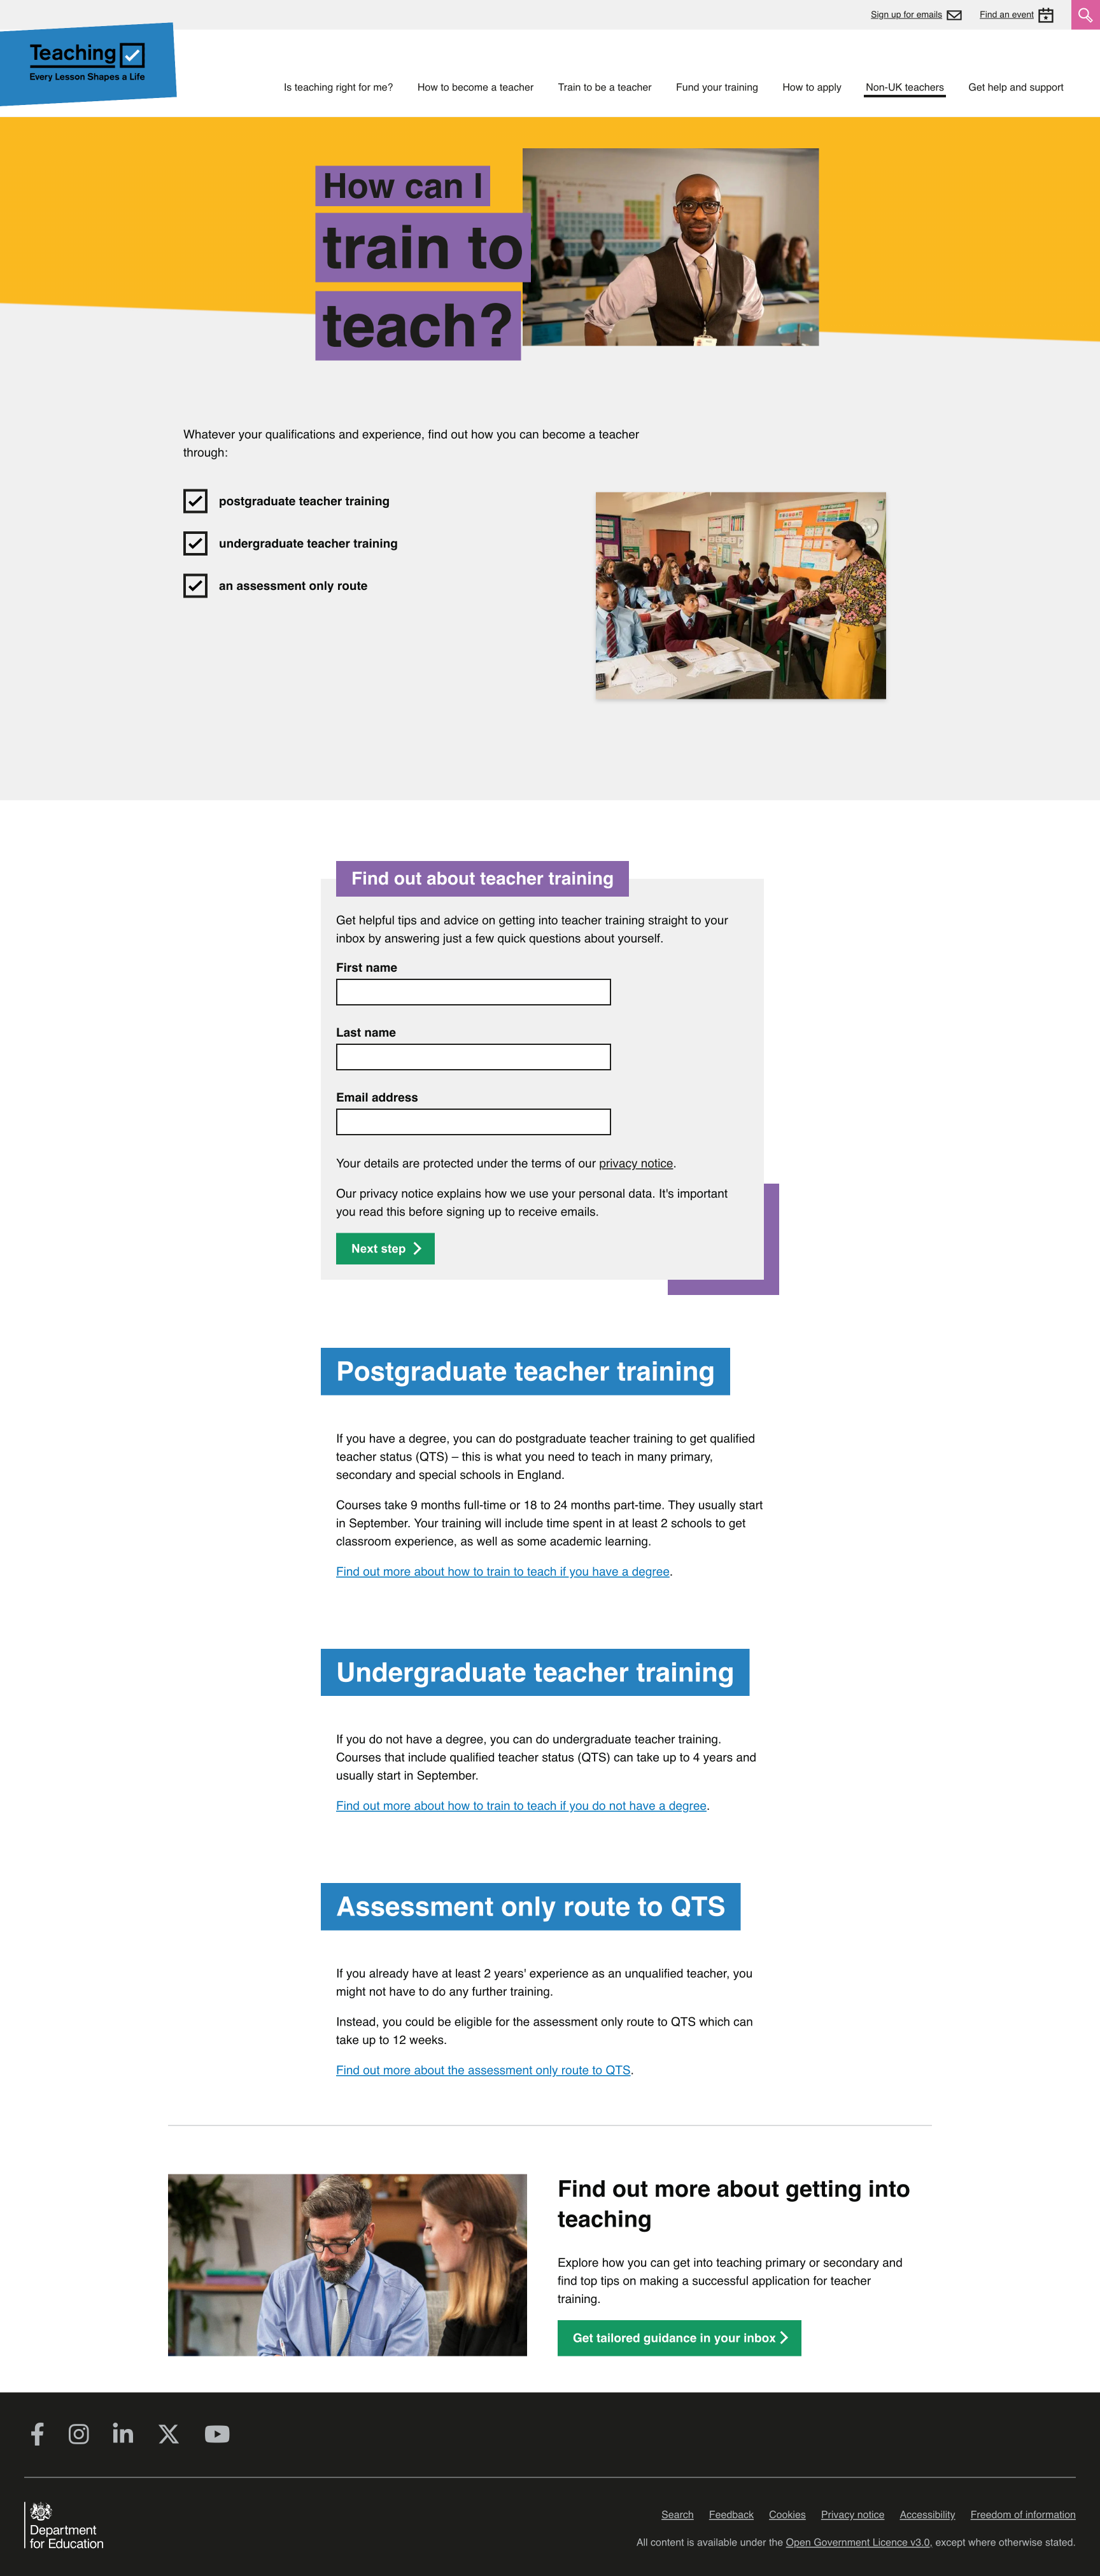 Sign up for emails
Find an event
Teaching
Every Lesson Shapes a Life
Is teaching right for me?
How to become a teacher
Train to be a teacher
Fund your training
How to apply
Non-UK teachers
Get help and support
How can I
train to
teach?
Whatever your qualifications and experience, find out how you can become a teacher
through:
postgraduate teacher training
undergraduate teacher training
an assessment only route
Find out about teacher training
Get helpful tips and advice on getting into teacher training straight to your
inbox by answering just a few quick questions about yourself.
First name
Last name
Email address
Your details are protected under the terms of our privacy notice.
Our privacy notice explains how we use your personal data. It's important
you read this before signing up to receive emails.
Next step
Postgraduate teacher training
If you have a degree, you can do postgraduate teacher training to get qualified
teacher status (QTS) – this is what you need to teach in many primary,
secondary and special schools in England.
Courses take 9 months full-time or 18 to 24 months part-time. They usually start
in September. Your training will include time spent in at least 2 schools to get
classroom experience, as well as some academic learning.
Find out more about how to train to teach if you have a degree.
Undergraduate teacher training
If you do not have a degree, you can do undergraduate teacher training.
Courses that include qualified teacher status (QTS) can take up to 4 years and
usually start in September.
Find out more about how to train to teach if you do not have a degree.
Assessment only route to QTS
If you already have at least 2 years' experience as an unqualified teacher, you
might not have to do any further training.
Instead, you could be eligible for the assessment only route to QTS which can
take up to 12 weeks.
Find out more about the assessment only route to QTS.
Find out more about getting into
teaching
Explore how you can get into teaching primary or secondary and
find top tips on making a successful application for teacher
training.
Get tailored guidance in your inbox
Department
for Education
Search
Feedback
Cookies
Privacy notice
Accessibility
Freedom of information
All content is available under the Open Government Licence v3.0, except where otherwise stated.